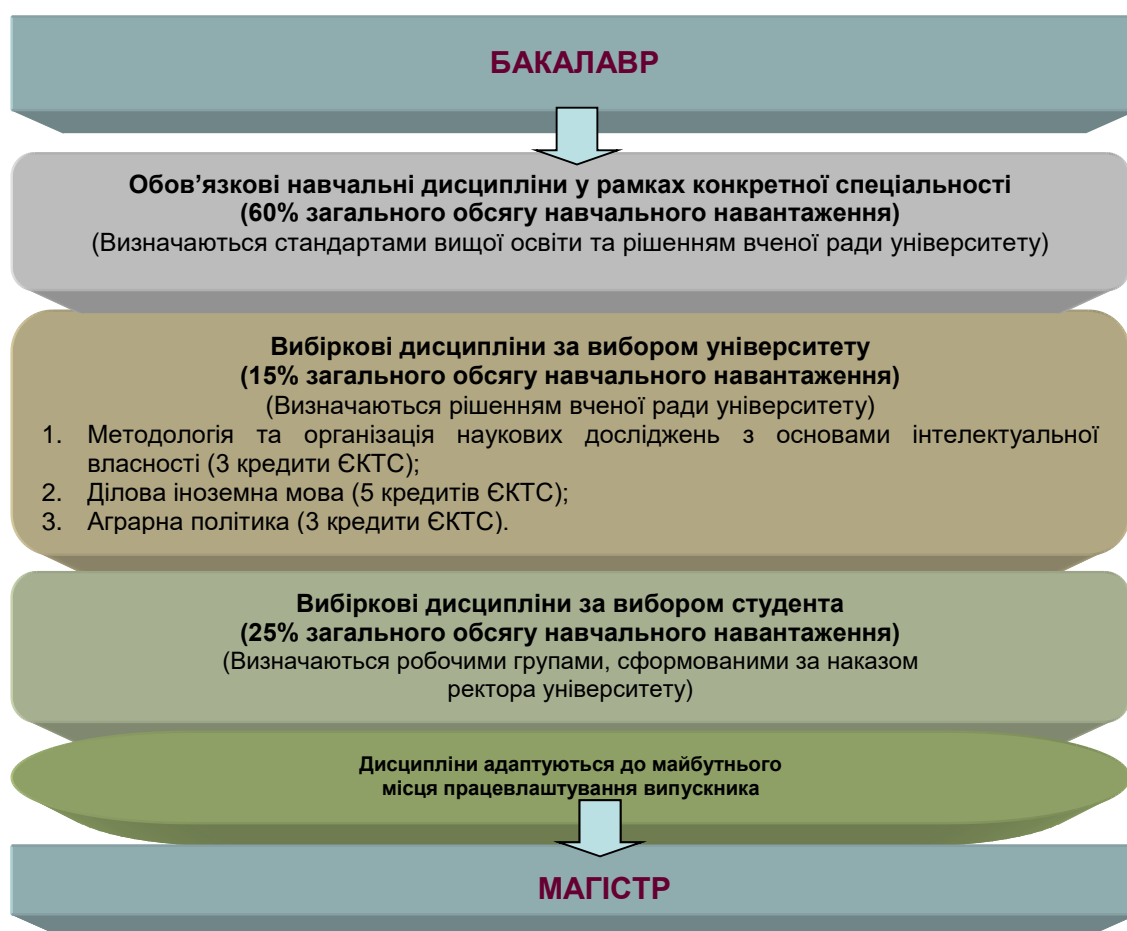 БАКАЛАВР
Обов'язкові навчальні дисципліни у рамках конкретної спеціальності
(60% загального обсягу навчального навантаження)
(Визначаються стандартами вищої освіти та рішенням вченої ради університету)
Вибіркові дисципліни за вибором університету
(15% загального обсягу навчального навантаження)
(Визначаються рішенням вченої ради університету)
1. Методологія та організація наукових досліджень з основами інтелектуальної
власності (3 кредити ЄКТС);
2. Ділова іноземна мова (5 кредитів ЄКТС);
3. Аграрна політика (3 кредити ЄКТС).
Вибіркові дисципліни за вибором студента
(25% загального обсягу навчального навантаження)
(Визначаються робочими групами, сформованими за наказом
ректора університету)
Дисципліни адаптуються до майбутнього
місця працевлаштування випускника
МАГІСТР